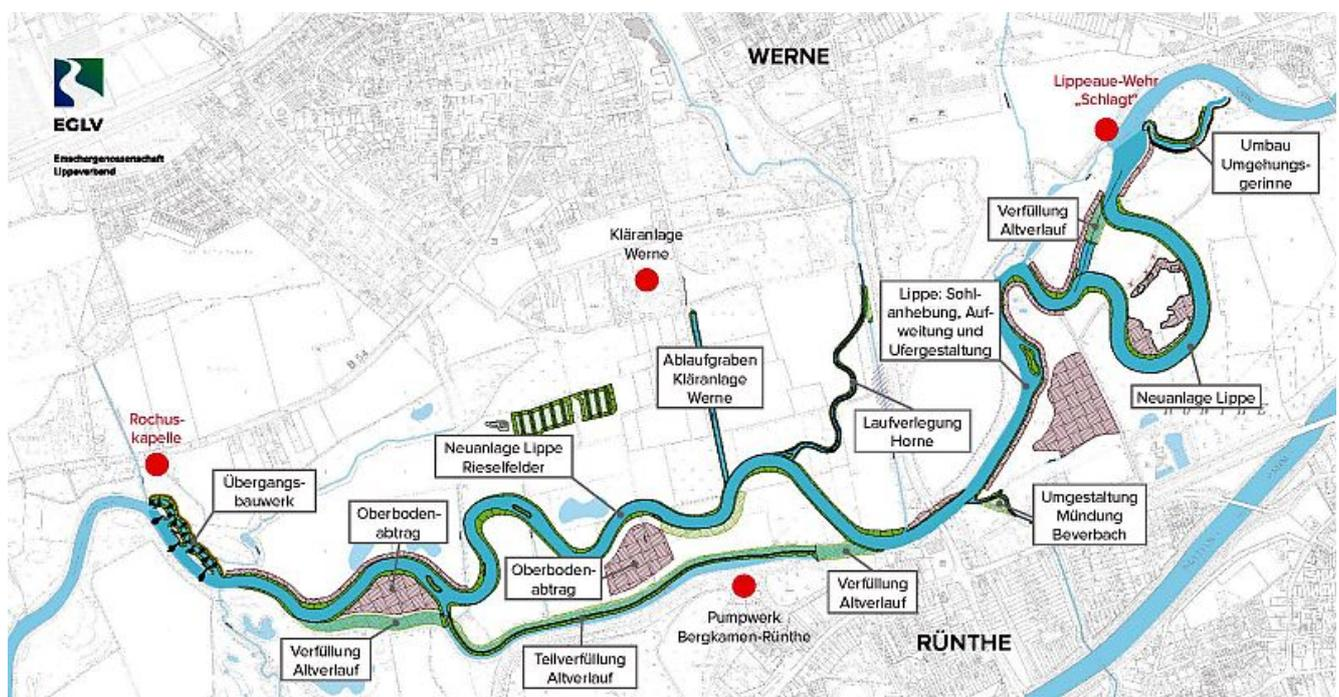 WERNE
EGLV
Emschergenossenschaft
Lippeverband
Lippeaue-Wehr
„Schlagt"
Umbau
Umgehungs-
gerinne
Verfüllung
Altverlauf
Kläranlage
Werne
Lippe: Sohl-
anhebung, Auf-
weitung und
Ufergestaltung
Ablaufgraben
Kläranlage
Werne
B 54
Neuanlage Lippe
Rochus-
kapelle
Laufverlegung
Horne
Neuanlage Lippe
Rieselfelder
Übergangs-
bauwerk
Umgestaltung
Mündung
Beverbach
Oberboden-
abtrag
Oberboden-
abtrag
Verfüllung
Altverlauf
Pumpwerk
Bergkamen-Rünthe
RÜNTHE
Verfüllung
Altverlauf
Teilverfüllung
Altverlauf